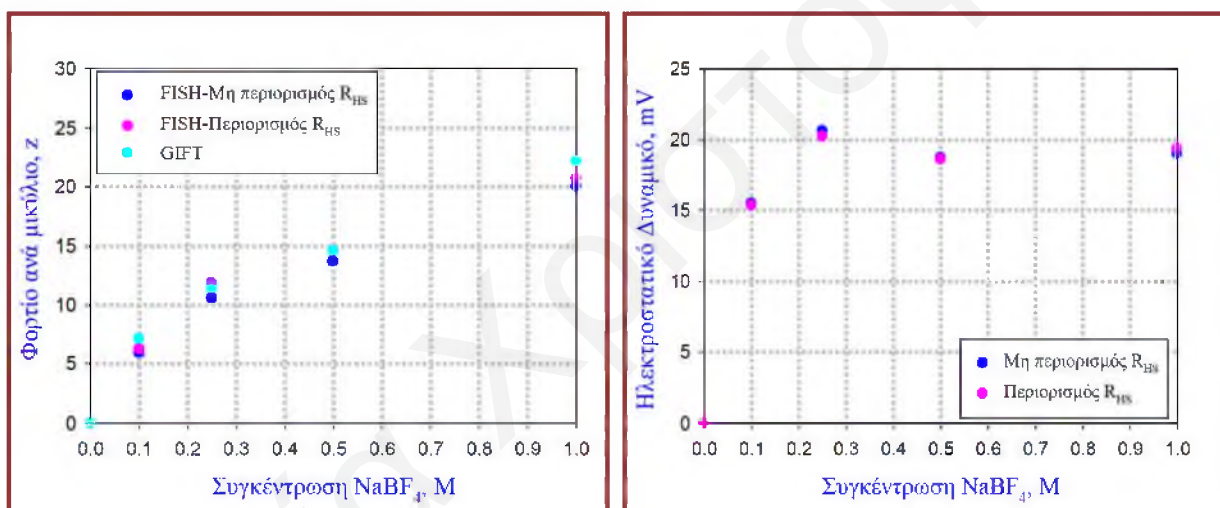 30
25
20
15
10
5
0
FISH-Μη περιορισμός R_HS
FISH-Περιορισμός R_HS
GIFT
Φορτίο ανά μικύλιο, z
0.0 0.1 0.2 0.3 0.4 0.5 0.6 0.7 0.8 0.9 1.0
Συγκέντρωση NaBF₄, M
25
20
15
10
5
0
Ηλεκτροστατικό Δυναμικό, mV
Μη περιορισμός R_HS
Περιορισμός R_HS
0.0 0.1 0.2 0.3 0.4 0.5 0.6 0.7 0.8 0.9 1.0
Συγκέντρωση NaBF₄, M